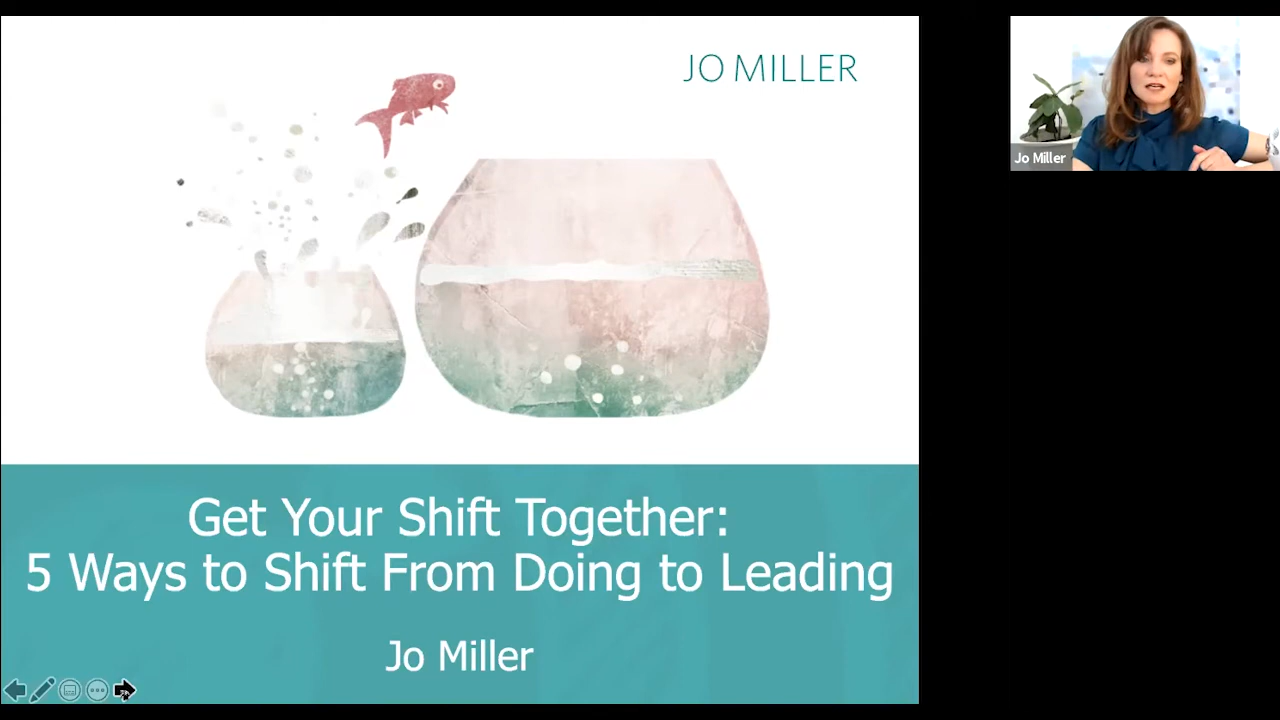 JO MILLER
Jo Miller
Get Your Shift Together:
5 Ways to Shift From Doing to Leading
Jo Miller